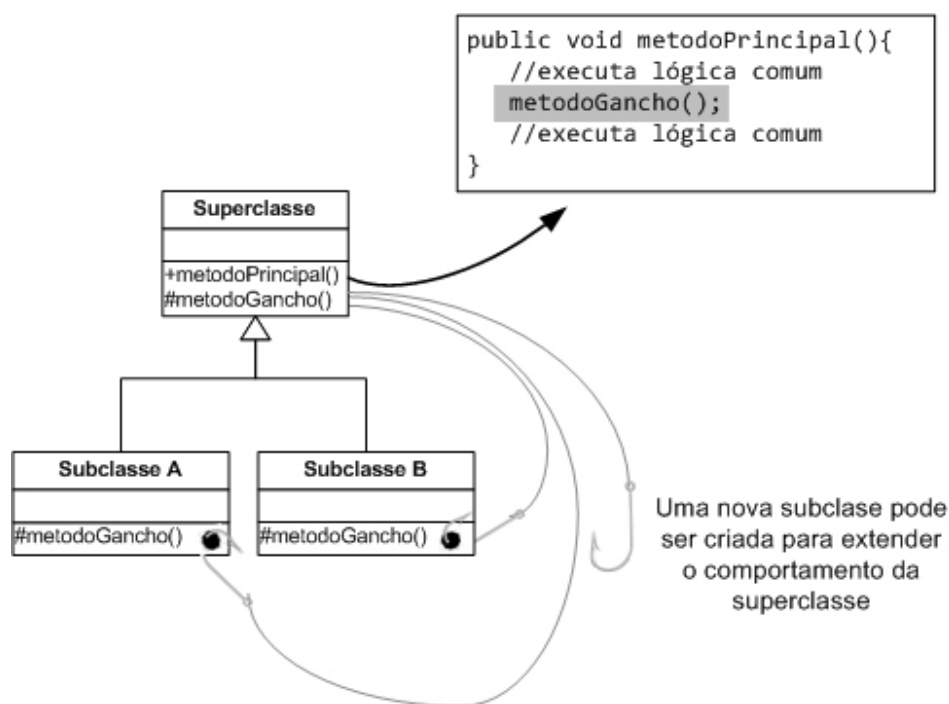 public void metodoPrincipal(){
//executa lógica comum
metodoGancho();
//executa lógica comum
}
Superclasse
+metodoPrincipal()
#metodoGancho()
Subclasse A
#metodoGancho()
Subclasse B
#metodoGancho()
Uma nova subclase pode
ser criada para extender
o comportamento da
superclasse